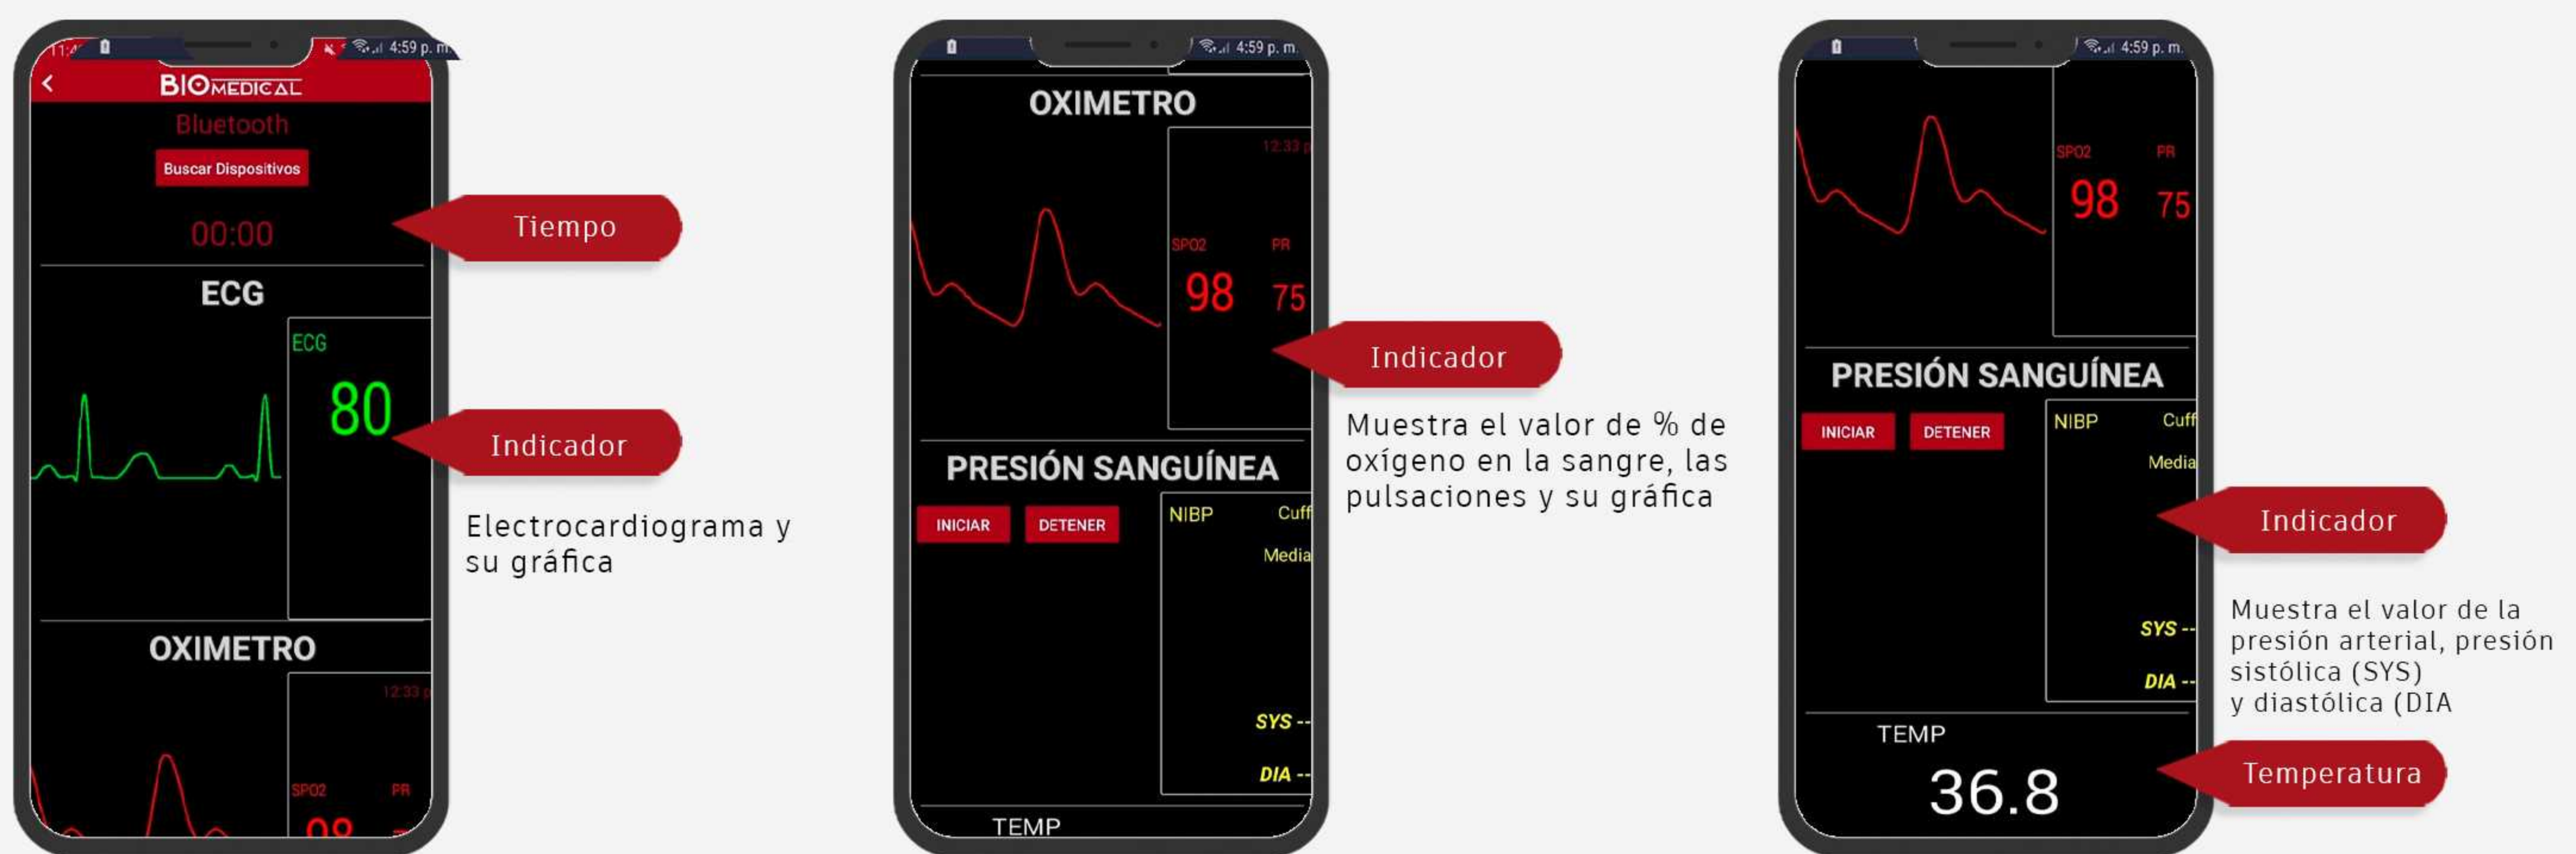 11:4
4:59 p. m.
BIOMEDICAL
Bluetooth
Buscar Dispositivos
00:00
ECG
ECG
80
OXIMETRO
12:33 p
SPO2 PR
98
Tiempo
Indicador
Electrocardiograma y
su gráfica
4:59 p. m.
OXIMETRO
12:33 p
SPO2 PR
98 75
PRESIÓN SANGUÍNEA
INICIAR DETENER NIBP Cuff
Media
SYS --
DIA --
TEMP
Indicador
Muestra el valor de % de
oxígeno en la sangre, las
pulsaciones y su gráfica
4:59 p. m.
SPO2 PR
98 75
PRESIÓN SANGUÍNEA
INICIAR DETENER NIBP Cuff
Media
SYS --
DIA --
TEMP
36.8
Indicador
Muestra el valor de la
presión arterial, presión
sistólica (SYS)
y diastólica (DIA
Temperatura